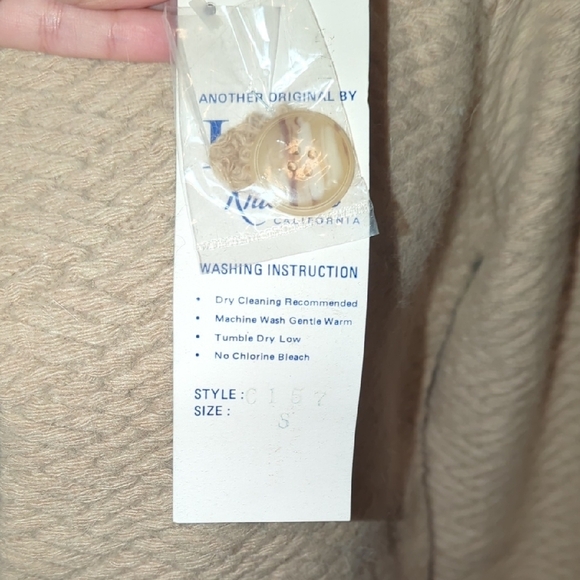 ANOTHER ORIGINAL BY
CALIFORNIA
WASHING INSTRUCTION
• Dry Cleaning Recommended
• Machine Wash Gentle Warm
• Tumble Dry Low
• No Chlorine Bleach
STYLE: C157
SIZE: S